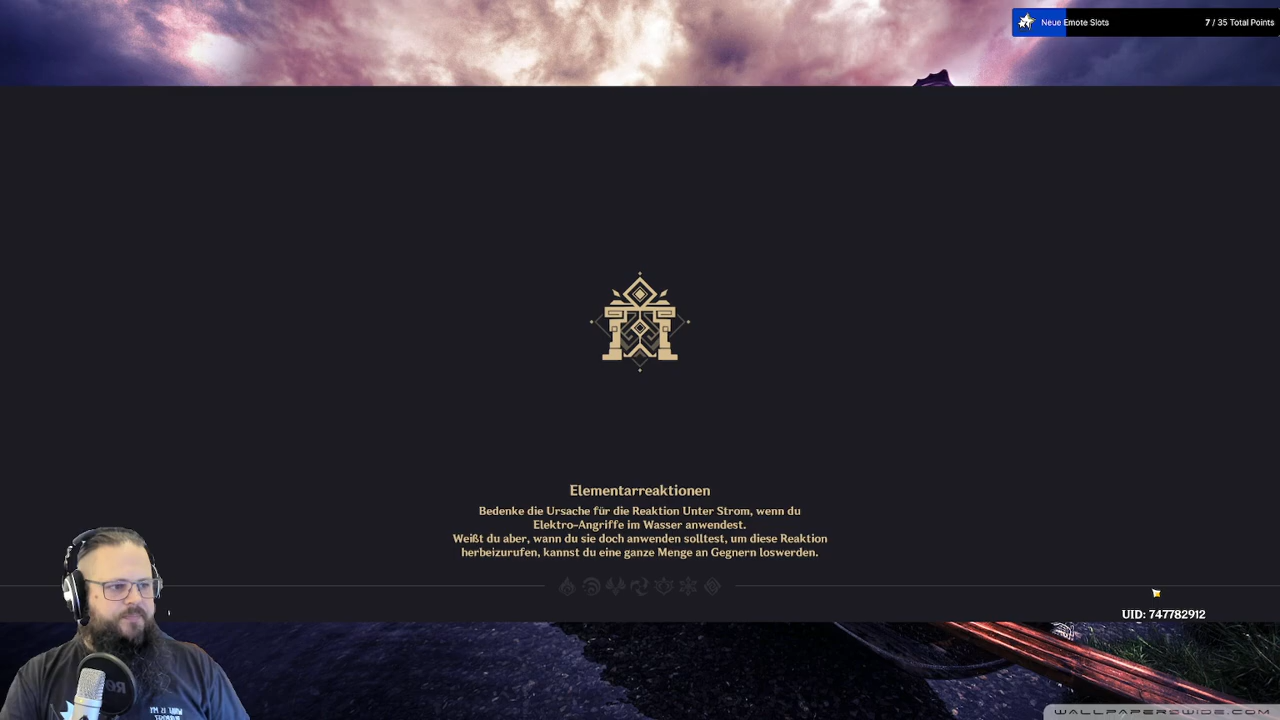 Neue Emote Slots
7 / 35 Total Points
Elementarreaktionen
Bedenke die Ursache für die Reaktion Unter Strom, wenn du
Elektro-Angriffe im Wasser anwendest.
Weißt du aber, wann du sie doch anwenden solltest, um diese Reaktion
herbeizurufen, kannst du eine ganze Menge an Gegnern loswerden.
UID: 747782912
WALLPAPERSWIDE.COM